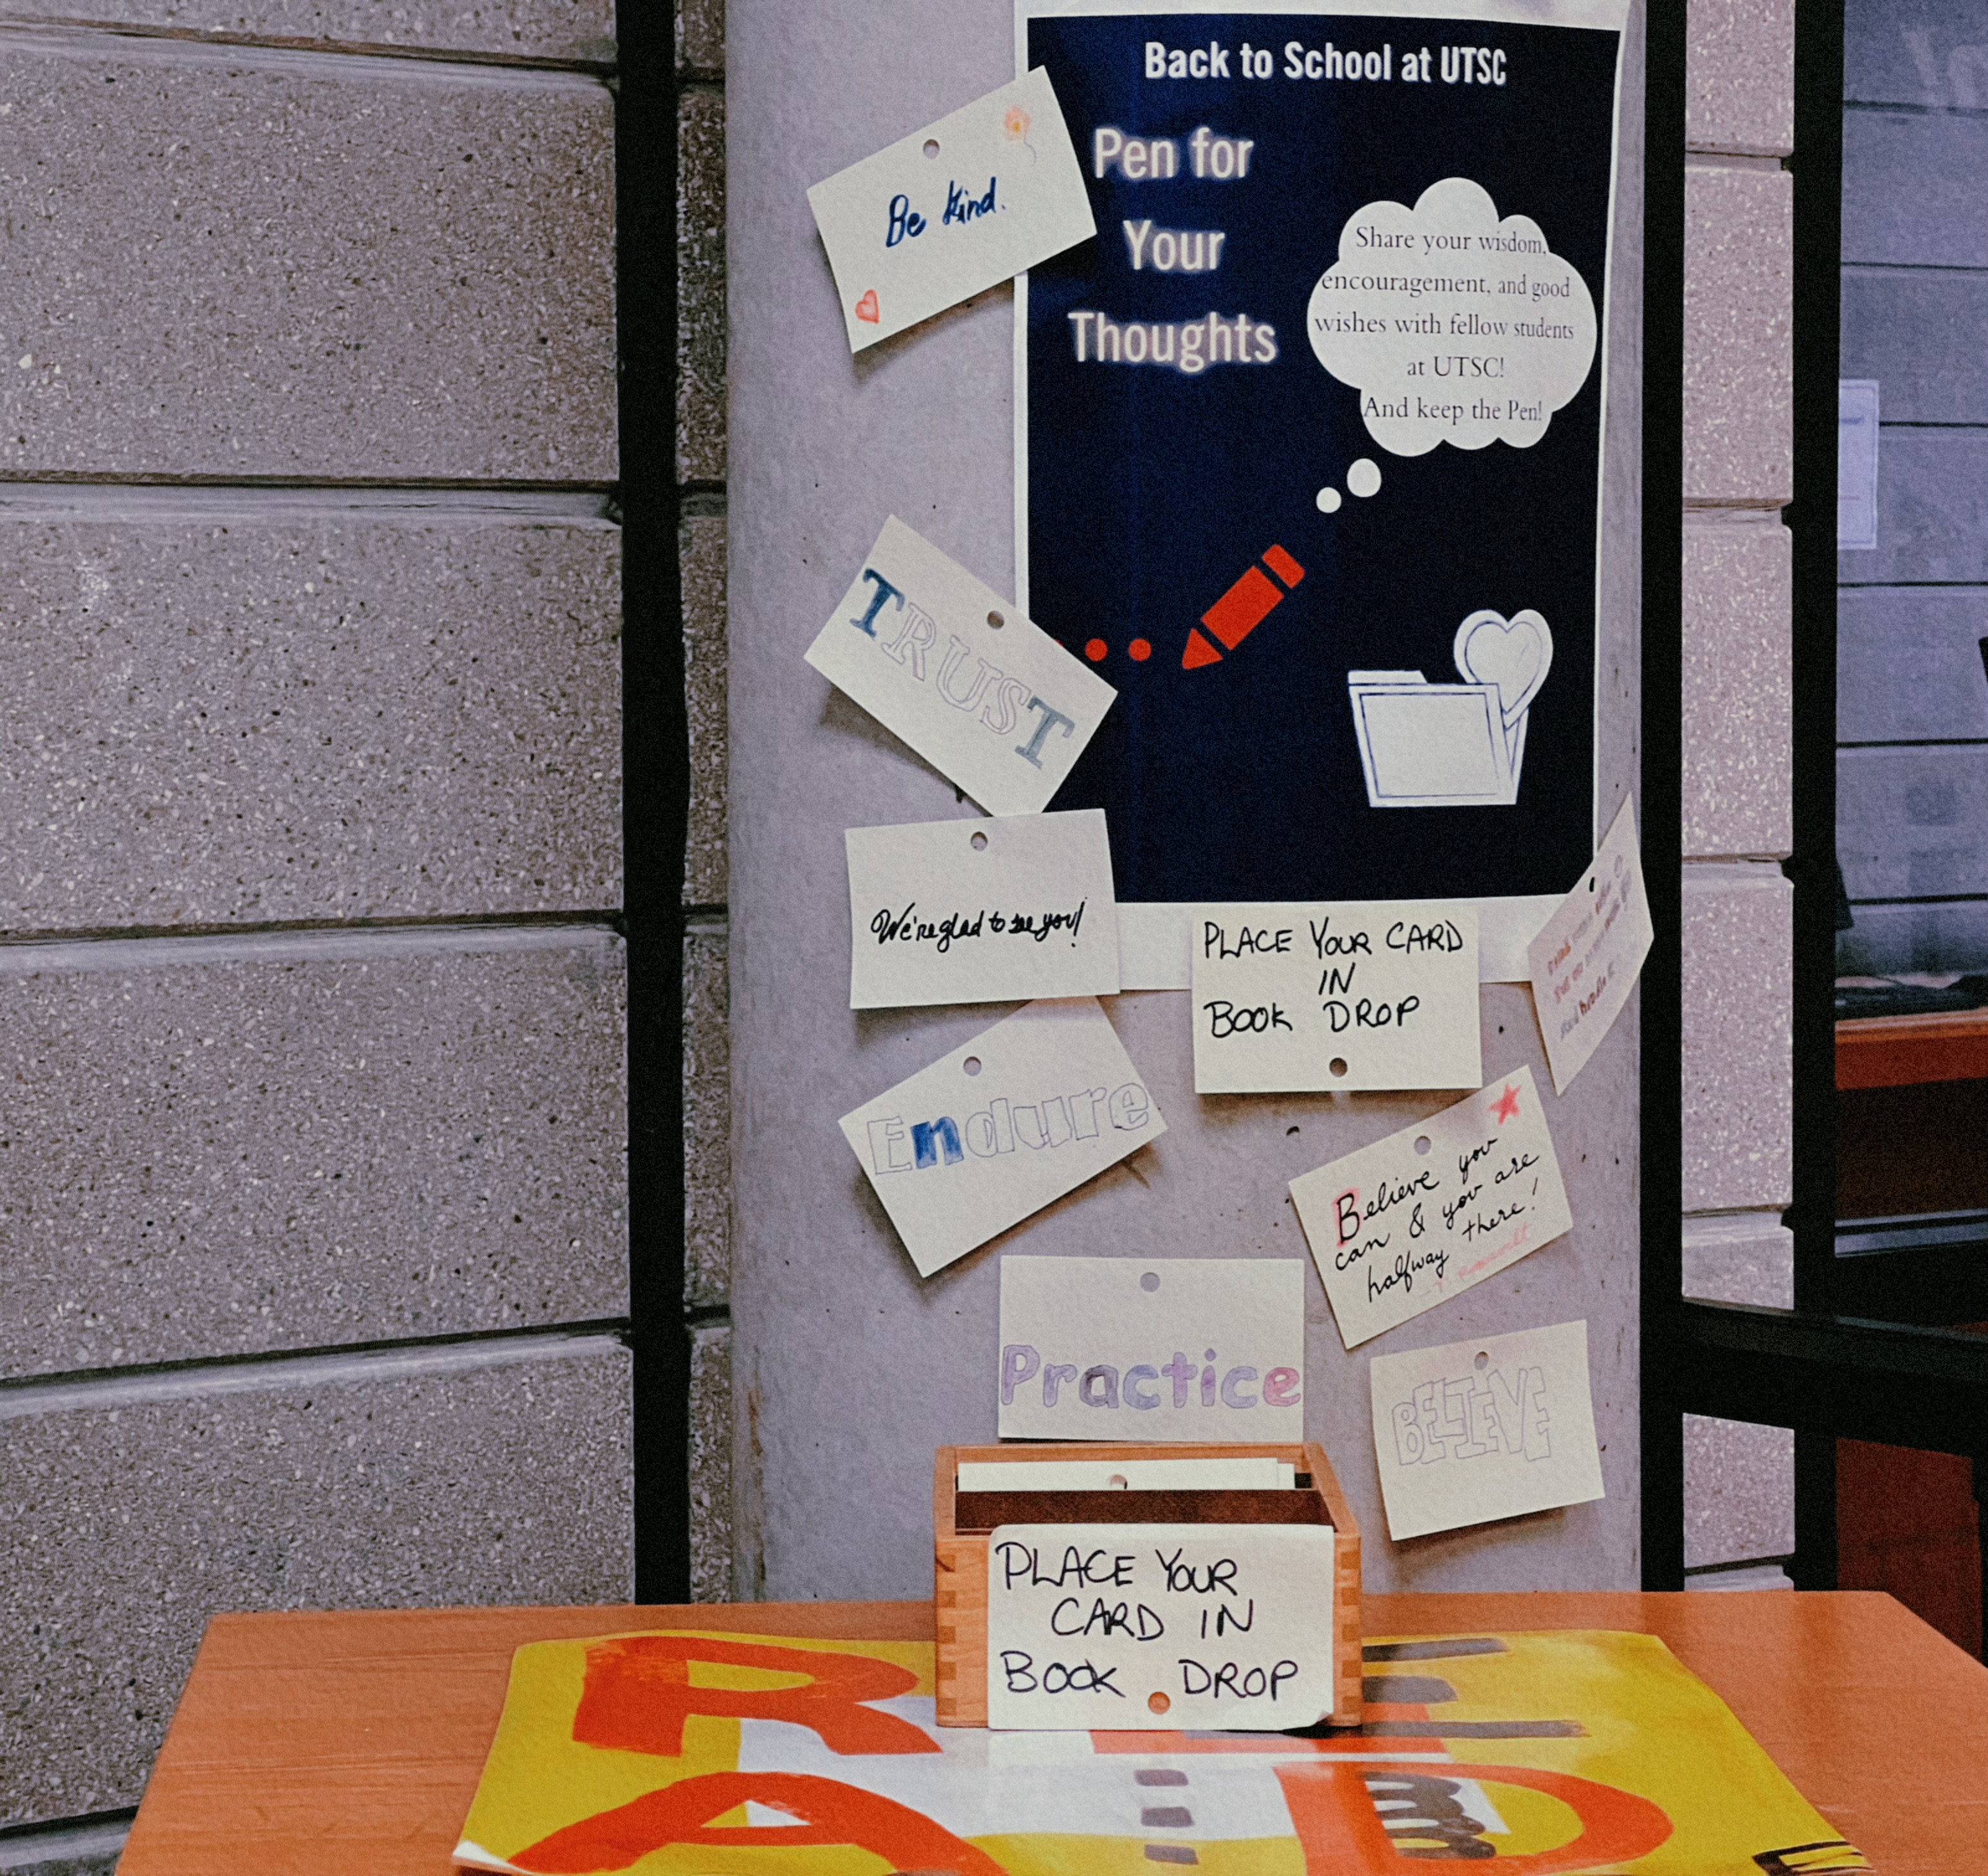 Back to School at UTSC
Pen for
Your
Thoughts
Share your wisdom,
encouragement, and good
wishes with fellow students
at UTSC!
And keep the Pen!
Be kind.
TRUST
We're glad to see you!
PLACE YOUR CARD
IN
BOOK DROP
Endure
Believe you
can & you are
halfway there!
Practice
BELIEVE
PLACE YOUR
CARD IN
BOOK DROP